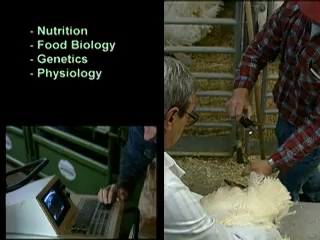 - Nutrition
- Food Biology
- Genetics
- Physiology